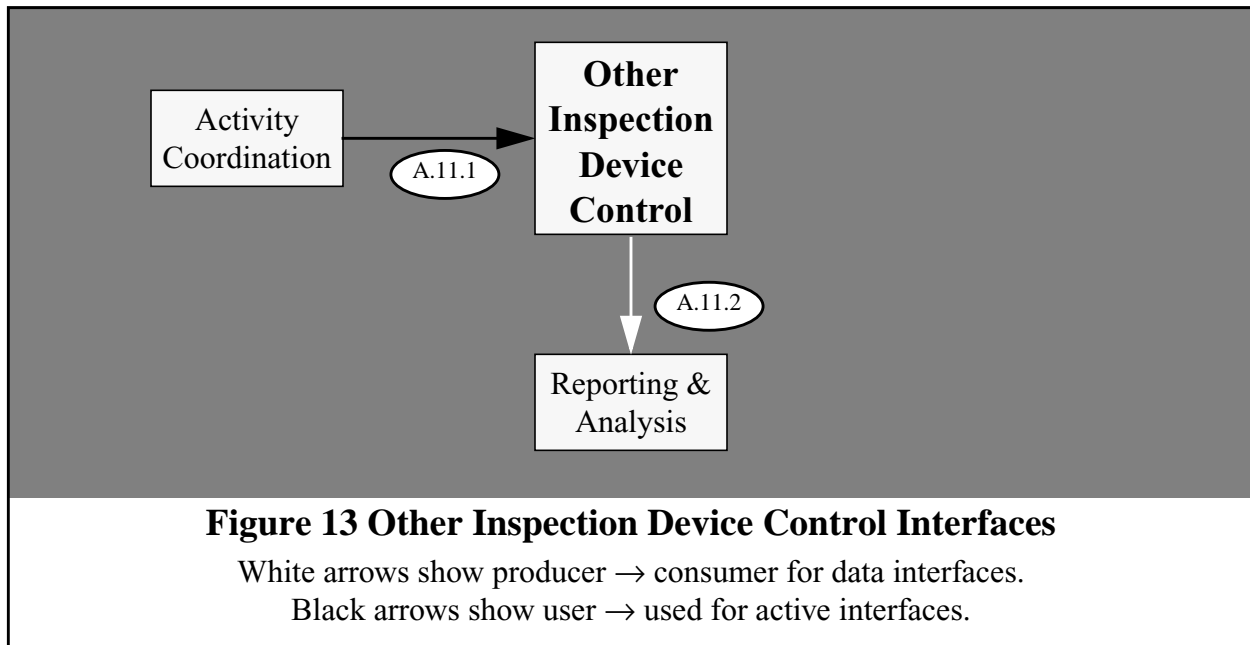 Activity
Coordination
A.11.1
Other
Inspection
Device
Control
A.11.2
Reporting &
Analysis
Figure 13 Other Inspection Device Control Interfaces
White arrows show producer → consumer for data interfaces.
Black arrows show user → used for active interfaces.